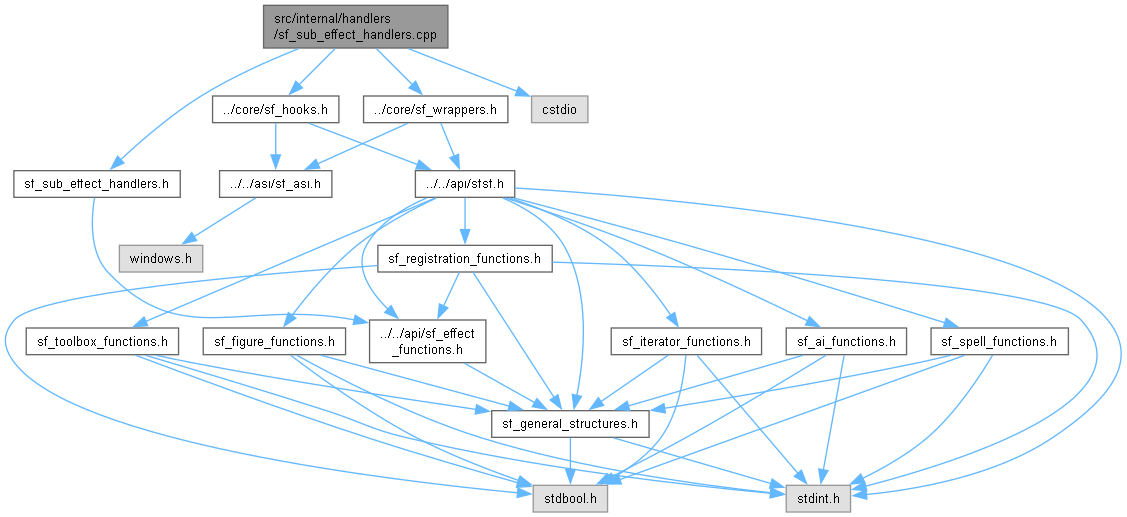 src/internal/handlers
/sf_sub_effect_handlers.cpp
../core/sf_hooks.h
../core/sf_wrappers.h
cstdio
sf_sub_effect_handlers.h
../../asi/sf_asi.h
../../api/sfsf.h
windows.h
sf_registration_functions.h
sf_toolbox_functions.h
sf_figure_functions.h
../../api/sf_effect
_functions.h
sf_iterator_functions.h
sf_ai_functions.h
sf_spell_functions.h
sf_general_structures.h
stdbool.h
stdint.h